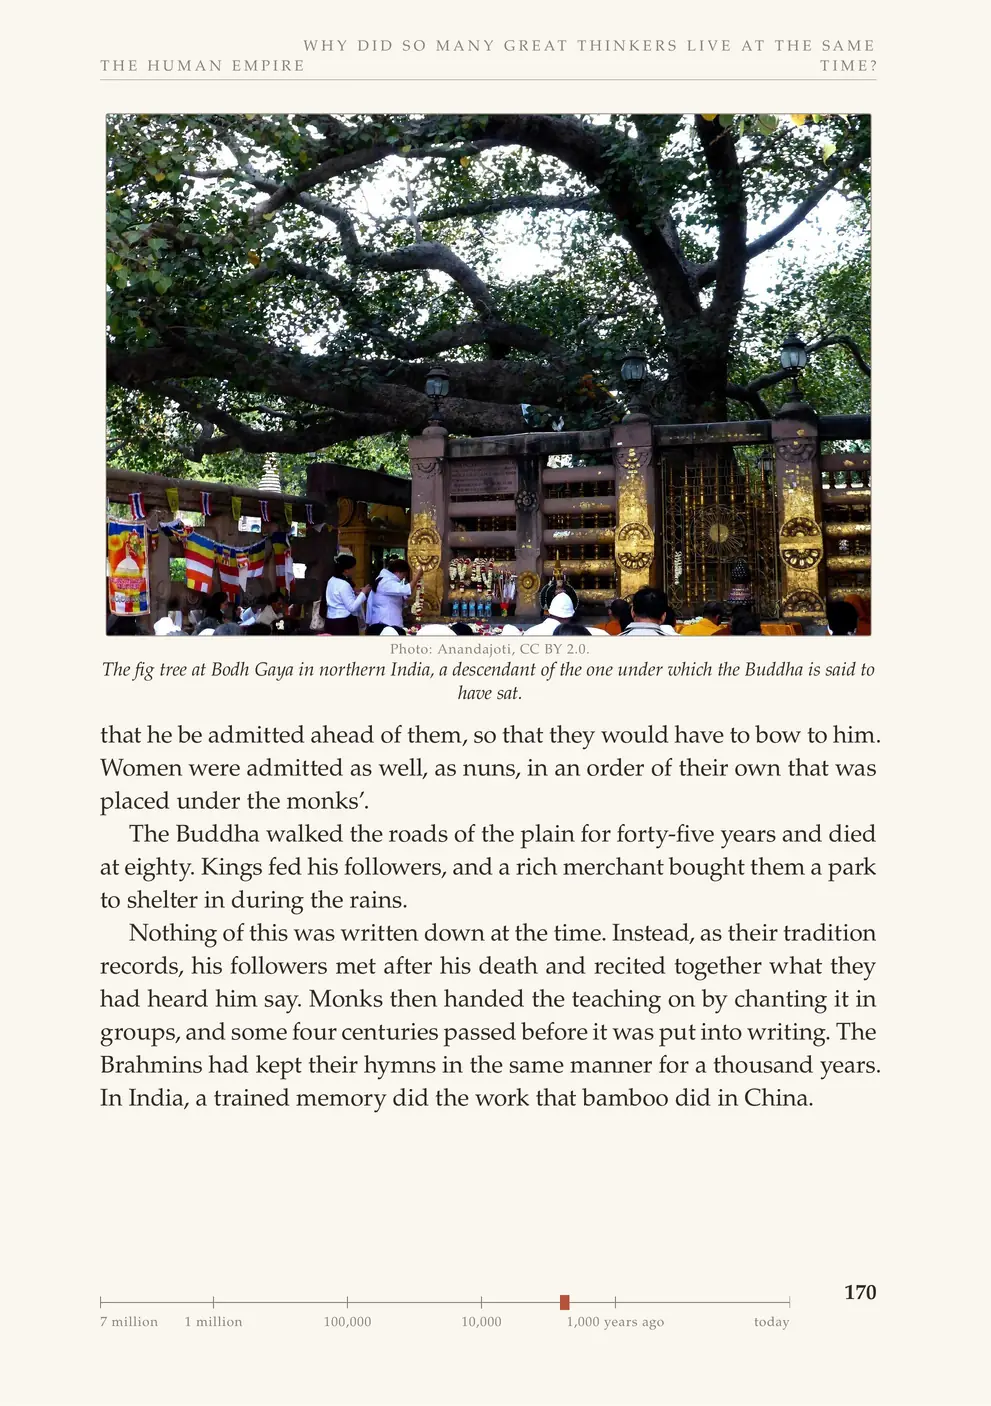 WHY DID SO MANY GREAT THINKERS LIVE AT THE SAME
THE HUMAN EMPIRE TIME?
Photo: Anandajoti, CC BY 2.0.
The fig tree at Bodh Gaya in northern India, a descendant of the one under which the Buddha is said to
have sat.
that he be admitted ahead of them, so that they would have to bow to him.
Women were admitted as well, as nuns, in an order of their own that was
placed under the monks’.
The Buddha walked the roads of the plain for forty-five years and died
at eighty. Kings fed his followers, and a rich merchant bought them a park
to shelter in during the rains.
Nothing of this was written down at the time. Instead, as their tradition
records, his followers met after his death and recited together what they
had heard him say. Monks then handed the teaching on by chanting it in
groups, and some four centuries passed before it was put into writing. The
Brahmins had kept their hymns in the same manner for a thousand years.
In India, a trained memory did the work that bamboo did in China.
170
7 million 1 million 100,000 10,000 1,000 years ago today